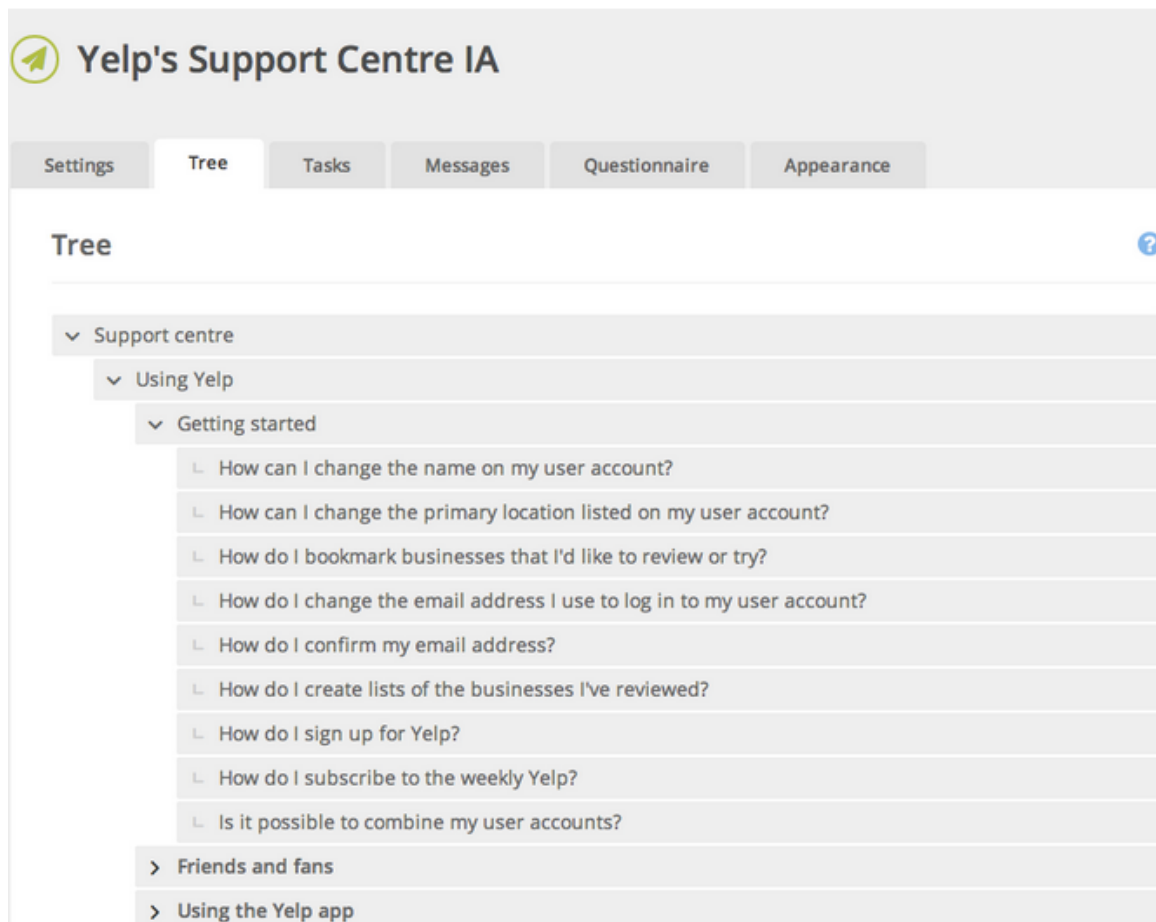 Yelp's Support Centre IA
Settings Tree Tasks Messages Questionnaire Appearance
Tree
?
Support centre
Using Yelp
Getting started
How can I change the name on my user account?
How can I change the primary location listed on my user account?
How do I bookmark businesses that I'd like to review or try?
How do I change the email address I use to log in to my user account?
How do I confirm my email address?
How do I create lists of the businesses I've reviewed?
How do I sign up for Yelp?
How do I subscribe to the weekly Yelp?
Is it possible to combine my user accounts?
Friends and fans
Using the Yelp app